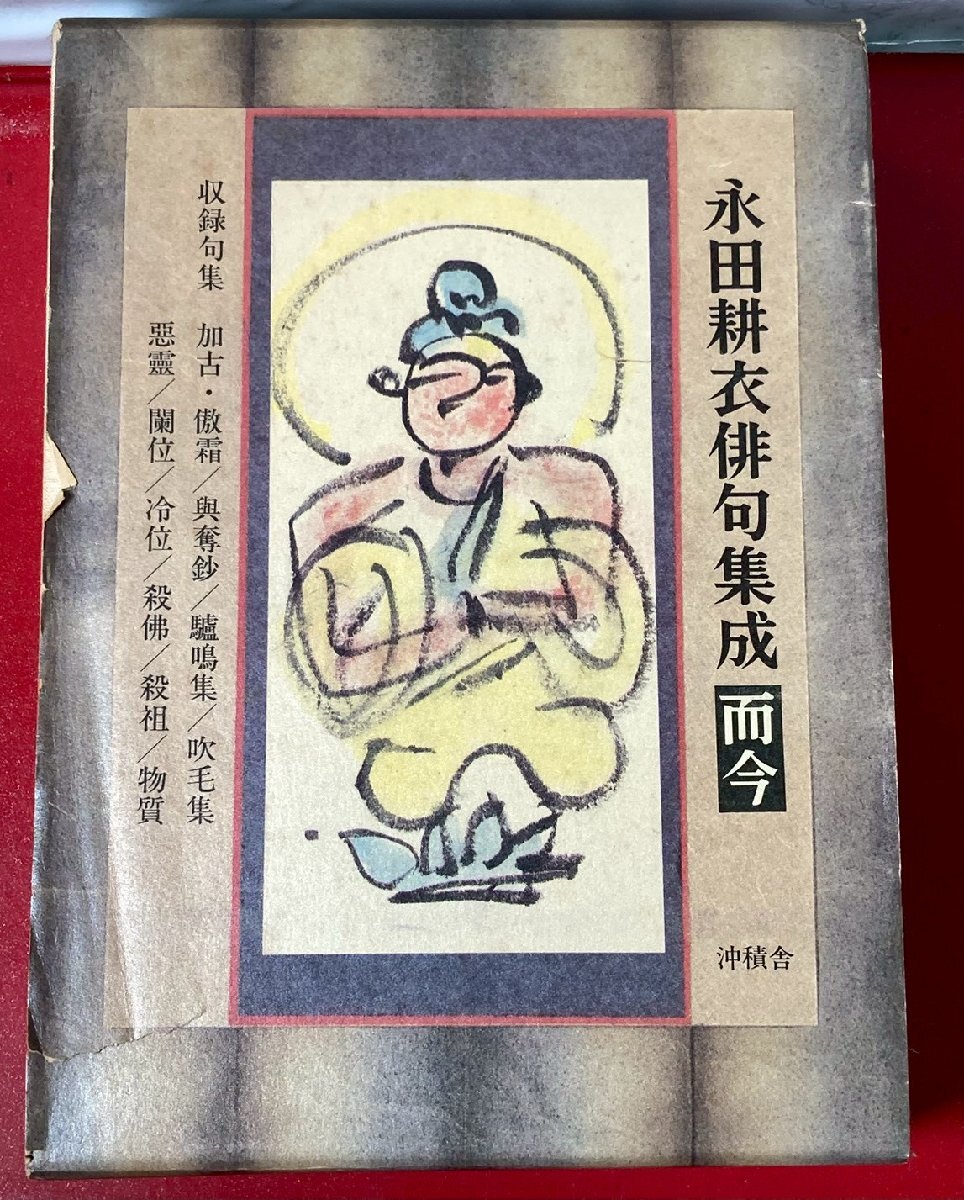 永田耕衣俳句集成
而今
沖積舎
収録句集 加古・傲霜／與奪鈔／驢鳴集／吹毛集
惡靈／闌位／冷位／殺佛／殺祖／物質